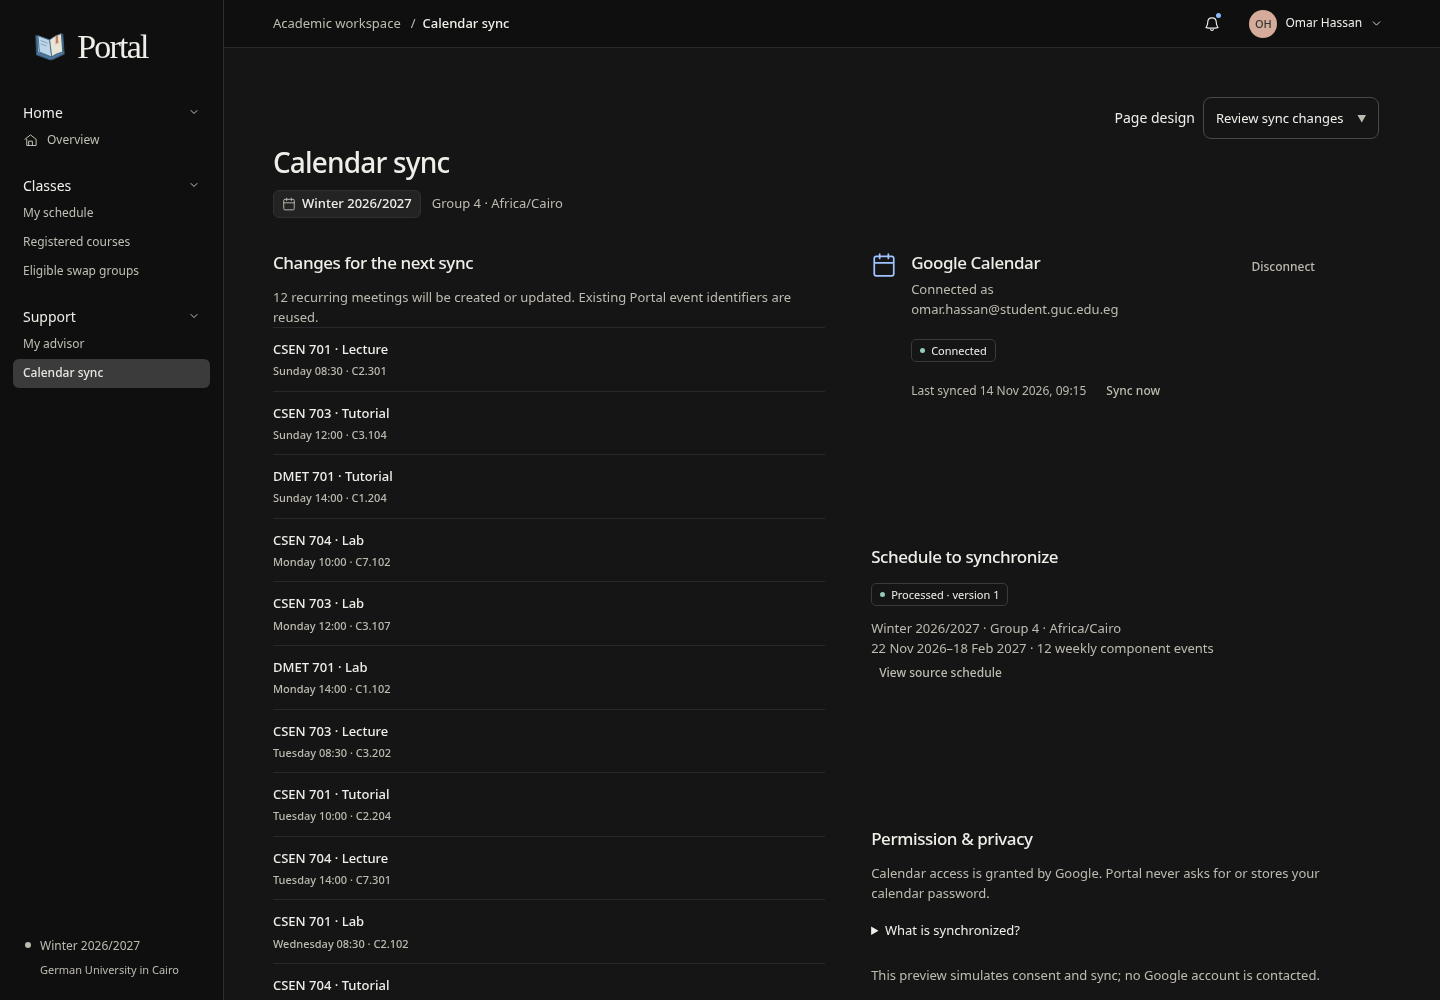 Portal
Home
Overview
Classes
My schedule
Registered courses
Eligible swap groups
Support
My advisor
Calendar sync
Winter 2026/2027
German University in Cairo
Academic workspace / Calendar sync
OH Omar Hassan
Page design Review sync changes
Calendar sync
Winter 2026/2027 Group 4 · Africa/Cairo
Changes for the next sync
12 recurring meetings will be created or updated. Existing Portal event identifiers are
reused.
CSEN 701 · Lecture
Sunday 08:30 · C2.301
CSEN 703 · Tutorial
Sunday 12:00 · C3.104
DMET 701 · Tutorial
Sunday 14:00 · C1.204
CSEN 704 · Lab
Monday 10:00 · C7.102
CSEN 703 · Lab
Monday 12:00 · C3.107
DMET 701 · Lab
Monday 14:00 · C1.102
CSEN 703 · Lecture
Tuesday 08:30 · C3.202
CSEN 701 · Tutorial
Tuesday 10:00 · C2.204
CSEN 704 · Lecture
Tuesday 14:00 · C7.301
CSEN 701 · Lab
Wednesday 08:30 · C2.102
CSEN 704 · Tutorial
Google Calendar
Disconnect
Connected as
omar.hassan@student.guc.edu.eg
Connected
Last synced 14 Nov 2026, 09:15 Sync now
Schedule to synchronize
Processed · version 1
Winter 2026/2027 · Group 4 · Africa/Cairo
22 Nov 2026–18 Feb 2027 · 12 weekly component events
View source schedule
Permission & privacy
Calendar access is granted by Google. Portal never asks for or stores your
calendar password.
What is synchronized?
This preview simulates consent and sync; no Google account is contacted.